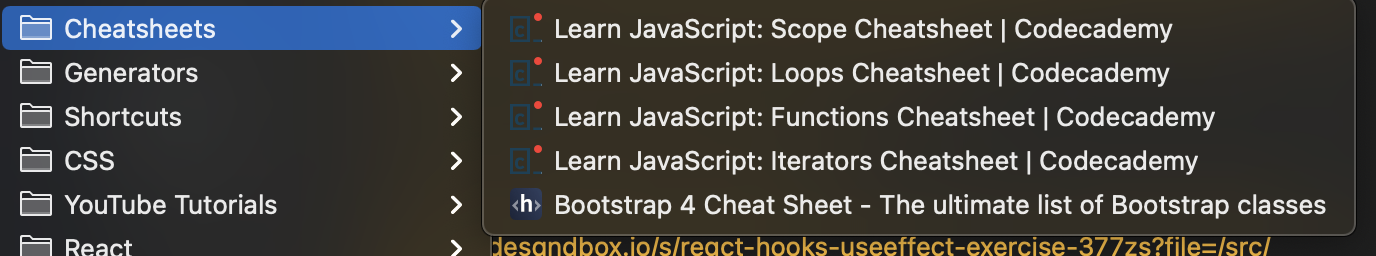 Cheatsheets
Generators
Shortcuts
CSS
YouTube Tutorials
React
Learn JavaScript: Scope Cheatsheet | Codecademy
Learn JavaScript: Loops Cheatsheet | Codecademy
Learn JavaScript: Functions Cheatsheet | Codecademy
Learn JavaScript: Iterators Cheatsheet | Codecademy
<h> Bootstrap 4 Cheat Sheet - The ultimate list of Bootstrap classes
desandbox.io/s/react-hooks-useeffect-exercise-377zs?file=/src/